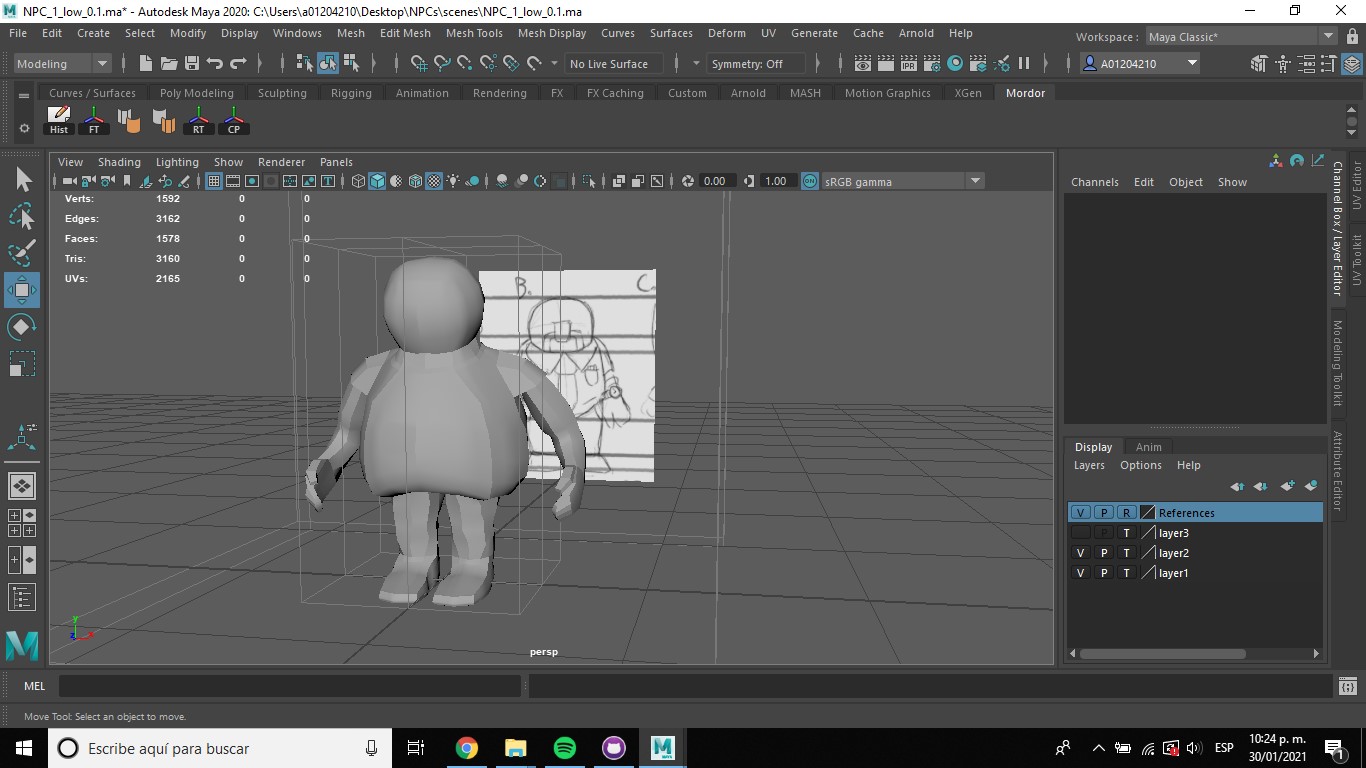 NPC_1_low_0.1.ma* - Autodesk Maya 2020: C:\Users\a01204210\Desktop\NPCs\scenes\NPC_1_low_0.1.ma
File Edit Create Select Modify Display Windows Mesh Edit Mesh Mesh Tools Mesh Display Curves Surfaces Deform UV Generate Cache Arnold Help
Workspace : Maya Classic*
Modeling No Live Surface Symmetry: Off IPR A01204210
Curves / Surfaces Poly Modeling Sculpting Rigging Animation Rendering FX FX Caching Custom Arnold MASH Motion Graphics XGen Mordor
Hist FT RT CP
View Shading Lighting Show Renderer Panels
0.00 1.00 ON sRGB gamma
Verts: 1592 0 0
Edges: 3162 0 0
Faces: 1578 0 0
Tris: 3160 0 0
UVs: 2165 0 0
B. C.
y
z x
persp
Channels Edit Object Show
Channel Box / Layer Editor
Modeling Toolkit
Attribute Editor
UV Editor
UV Toolkit
Display Anim
Layers Options Help
V P R References
P T layer3
V P T layer2
V P T layer1
MEL
Move Tool: Select an object to move.
Escribe aquí para buscar
M
MAYA
ESP
10:24 p. m.
30/01/2021
1